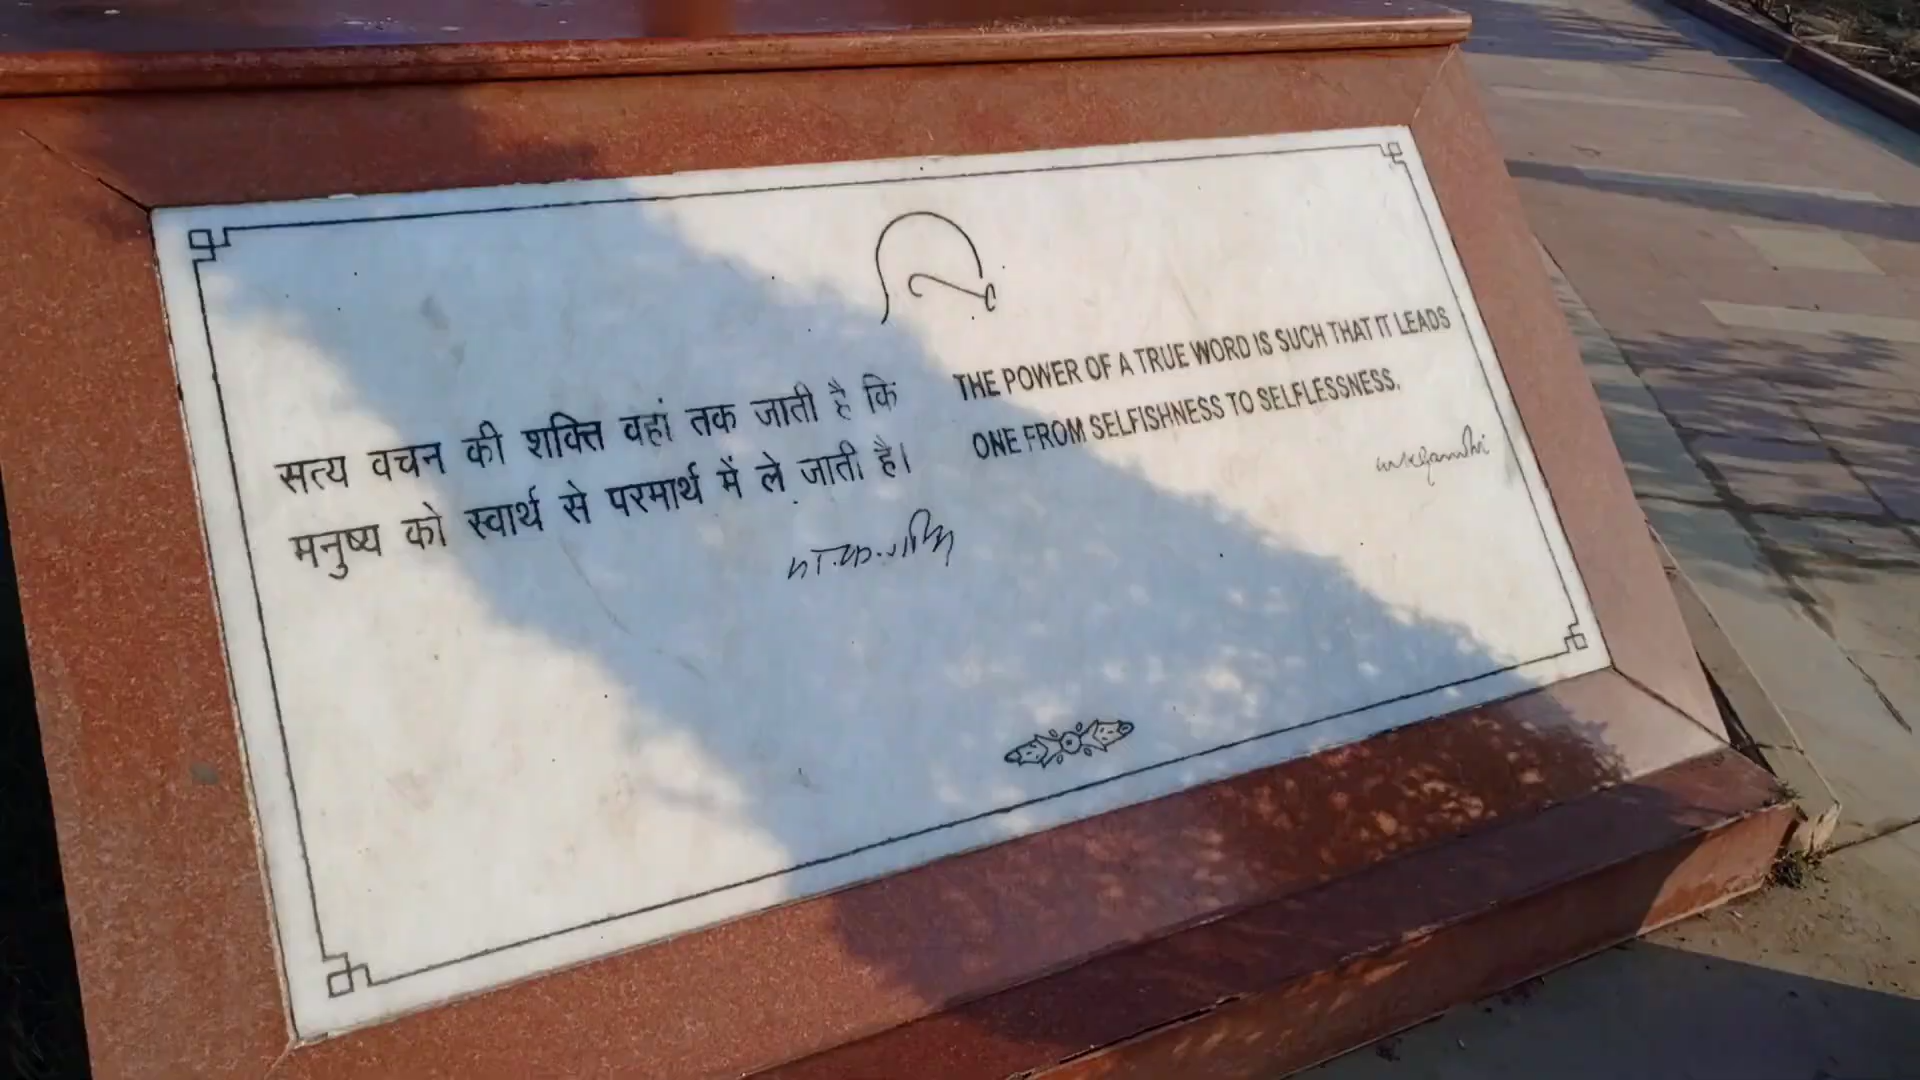 सत्य वचन की शक्ति वहां तक जाती है कि
मनुष्य को स्वार्थ से परमार्थ में ले जाती है।
मो.क.गांधी
THE POWER OF A TRUE WORD IS SUCH THAT IT LEADS
ONE FROM SELFISHNESS TO SELFLESSNESS.
mkgandhi